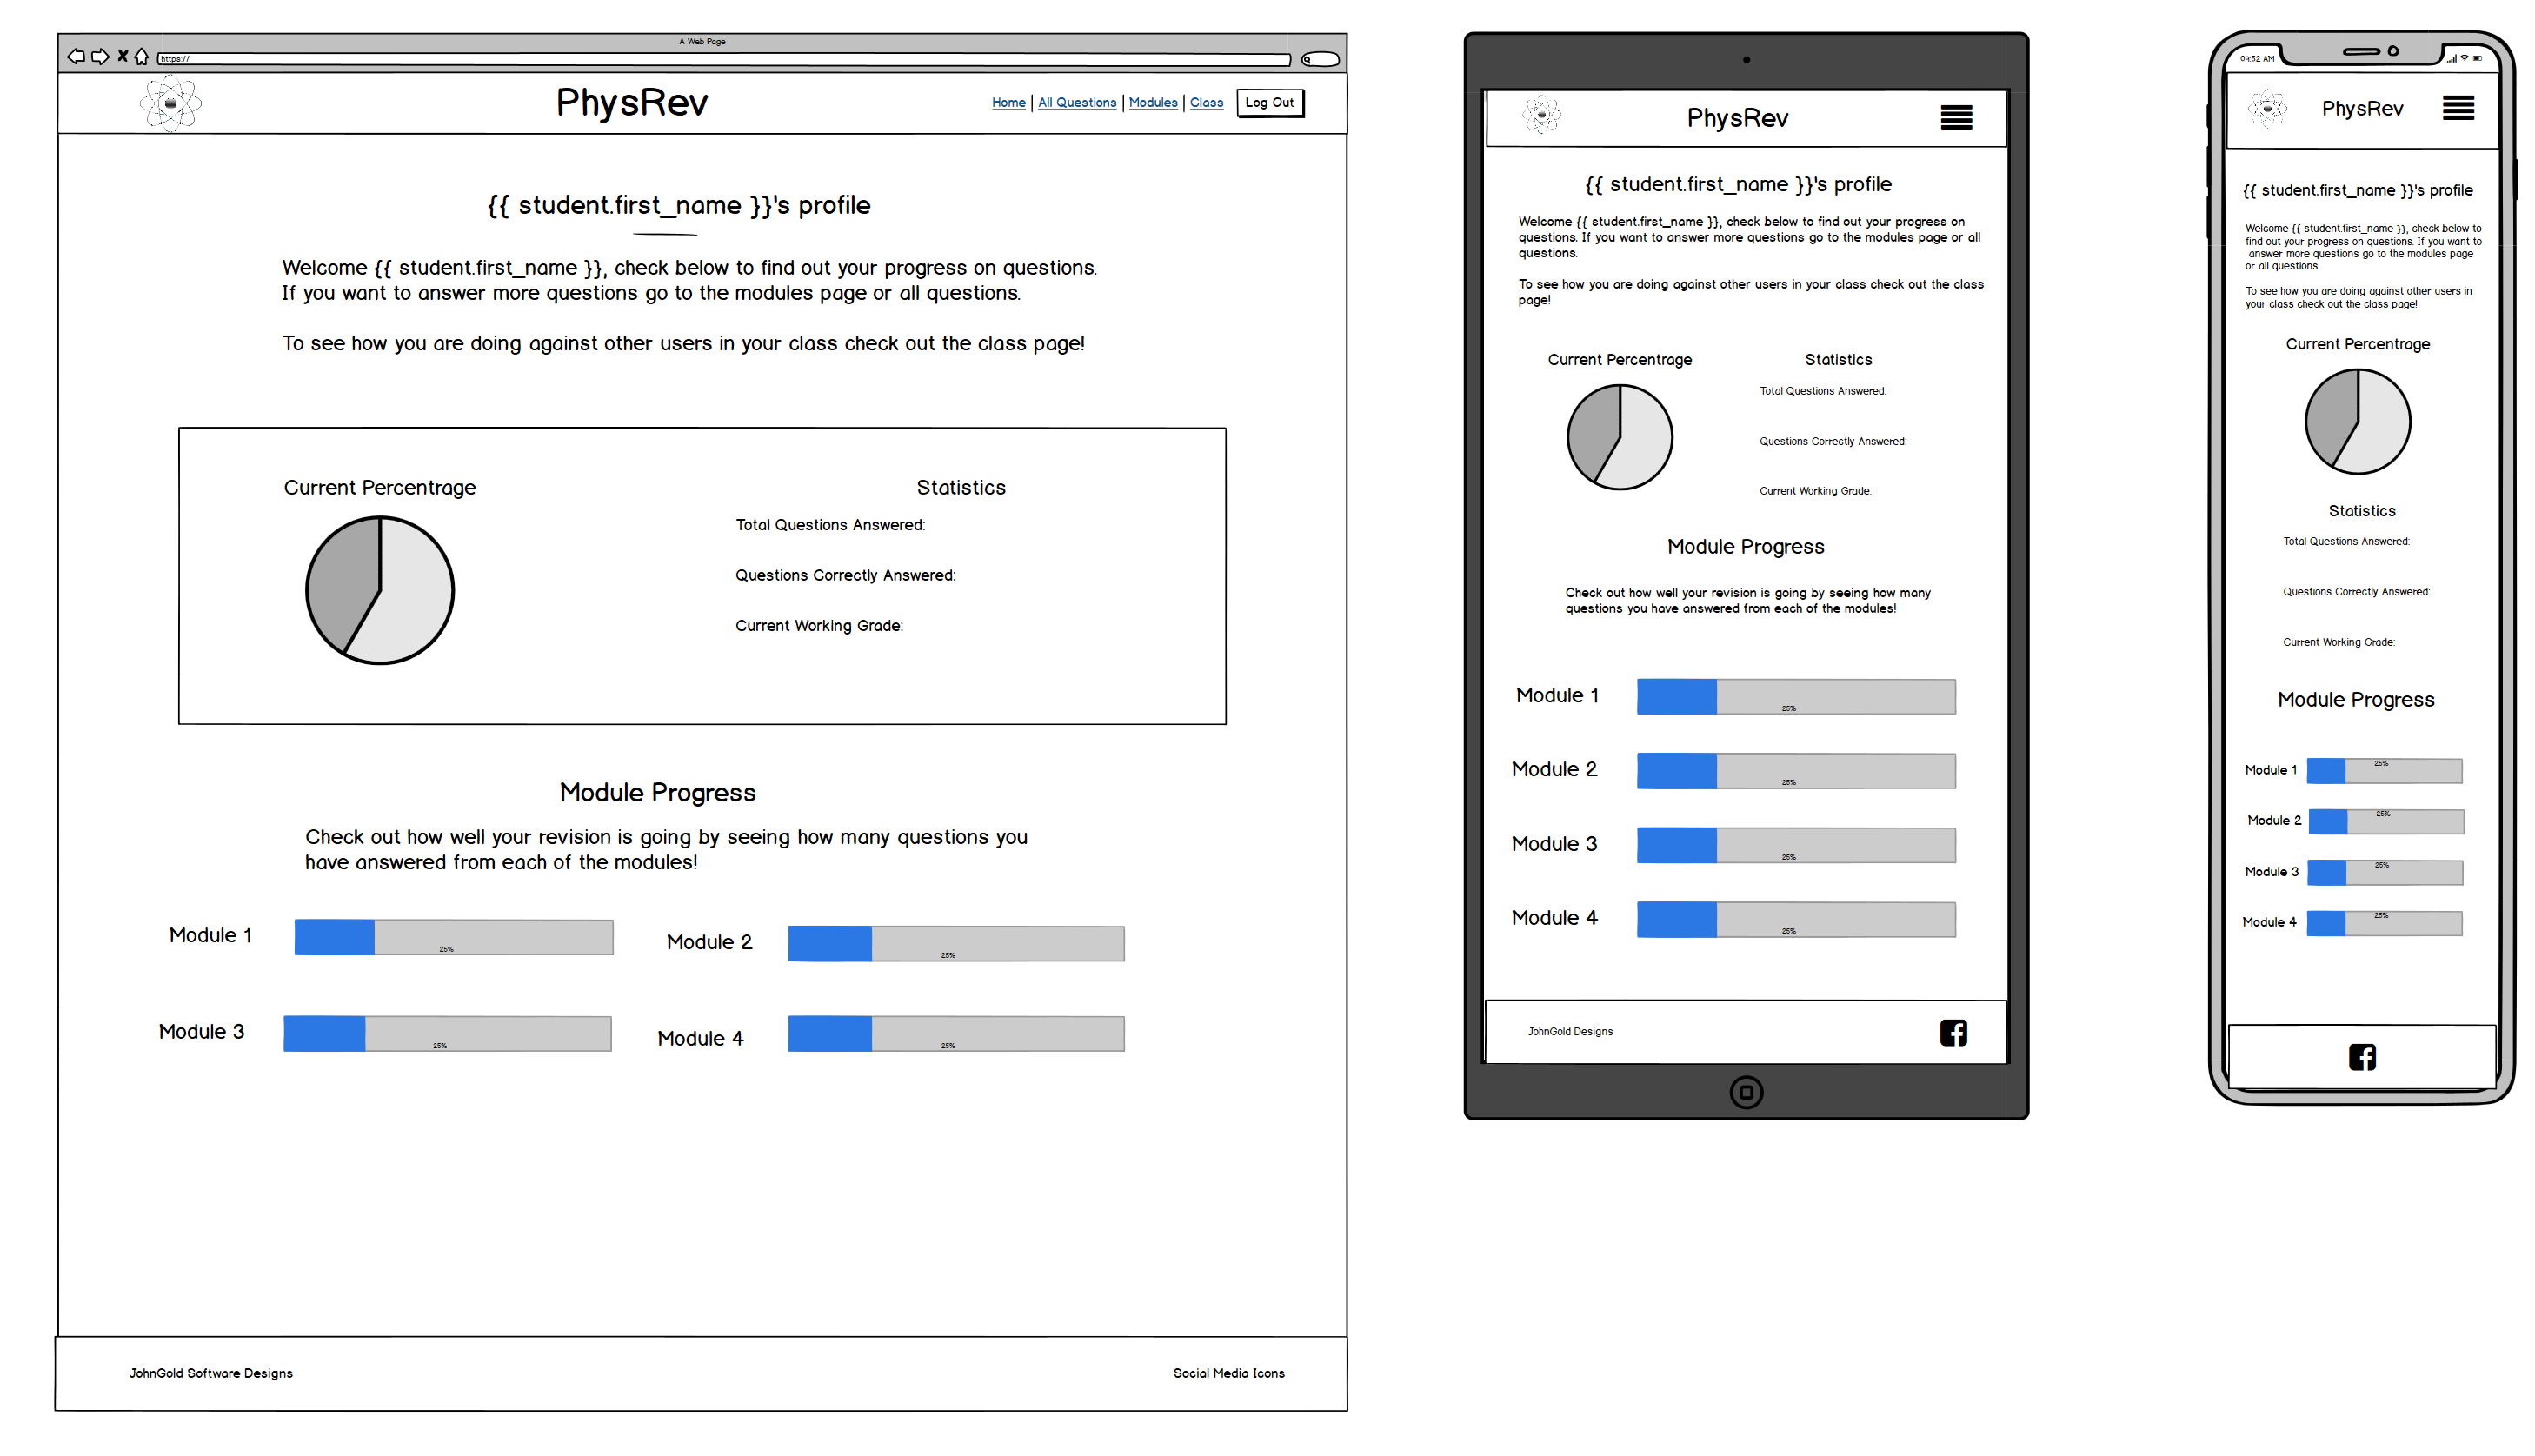 A Web Page
https://
PhysRev
Home | All Questions | Modules | Class
Log Out
{{ student.first_name }}'s profile
Welcome {{ student.first_name }}, check below to find out your progress on questions.
If you want to answer more questions go to the modules page or all questions.
To see how you are doing against other users in your class check out the class page!
Current Percentrage
Statistics
Total Questions Answered:
Questions Correctly Answered:
Current Working Grade:
Module Progress
Check out how well your revision is going by seeing how many questions you
have answered from each of the modules!
Module 1
25%
Module 2
25%
Module 3
25%
Module 4
25%
JohnGold Software Designs
Social Media Icons
PhysRev
{{ student.first_name }}'s profile
Welcome {{ student.first_name }}, check below to find out your progress on
questions. If you want to answer more questions go to the modules page or all
questions.
To see how you are doing against other users in your class check out the class
page!
Current Percentrage
Statistics
Total Questions Answered:
Questions Correctly Answered:
Current Working Grade:
Module Progress
Check out how well your revision is going by seeing how many
questions you have answered from each of the modules!
Module 1
25%
Module 2
25%
Module 3
25%
Module 4
25%
JohnGold Designs
09:52 AM
PhysRev
{{ student.first_name }}'s profile
Welcome {{ student.first_name }}, check below to
find out your progress on questions. If you want to
answer more questions go to the modules page
or all questions.
To see how you are doing against other users in
your class check out the class page!
Current Percentrage
Statistics
Total Questions Answered:
Questions Correctly Answered:
Current Working Grade:
Module Progress
Module 1
25%
Module 2
25%
Module 3
25%
Module 4
25%